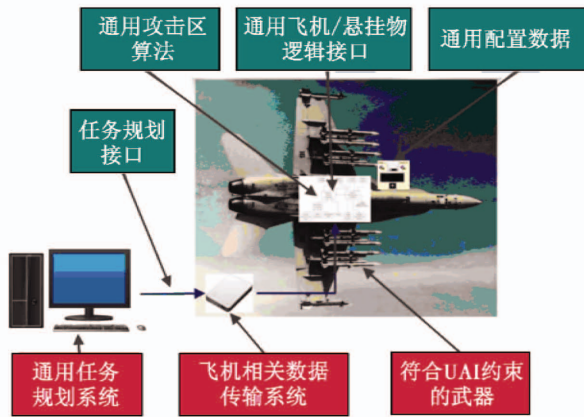 通用攻击区
算法
通用飞机/悬挂物
逻辑接口
通用配置数据
任务规划
接口
通用任务
规划系统
飞机相关数据
传输系统
符合UAI约束
的武器